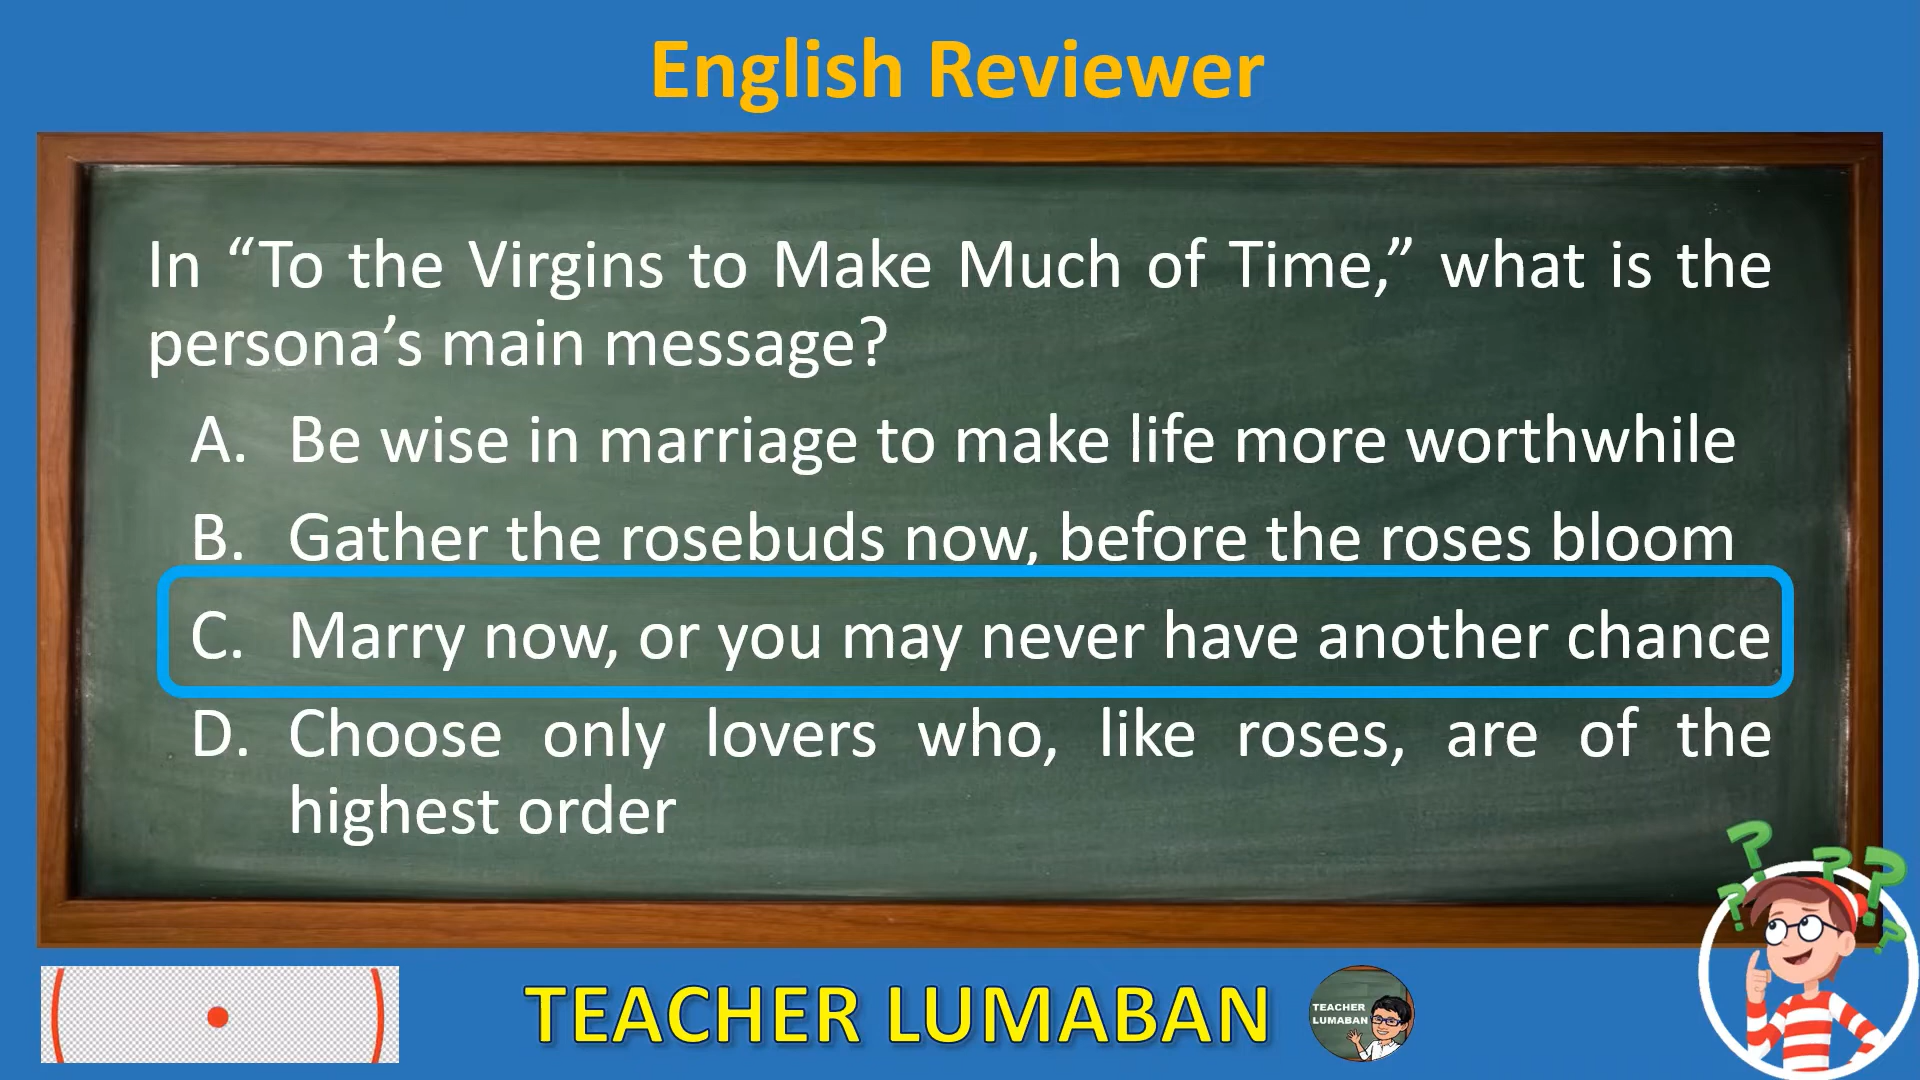 English Reviewer
In “To the Virgins to Make Much of Time,” what is the
persona’s main message?
A. Be wise in marriage to make life more worthwhile
B. Gather the rosebuds now, before the roses bloom
C. Marry now, or you may never have another chance
D. Choose only lovers who, like roses, are of the
highest order
TEACHER LUMABAN
TEACHER
LUMABAN